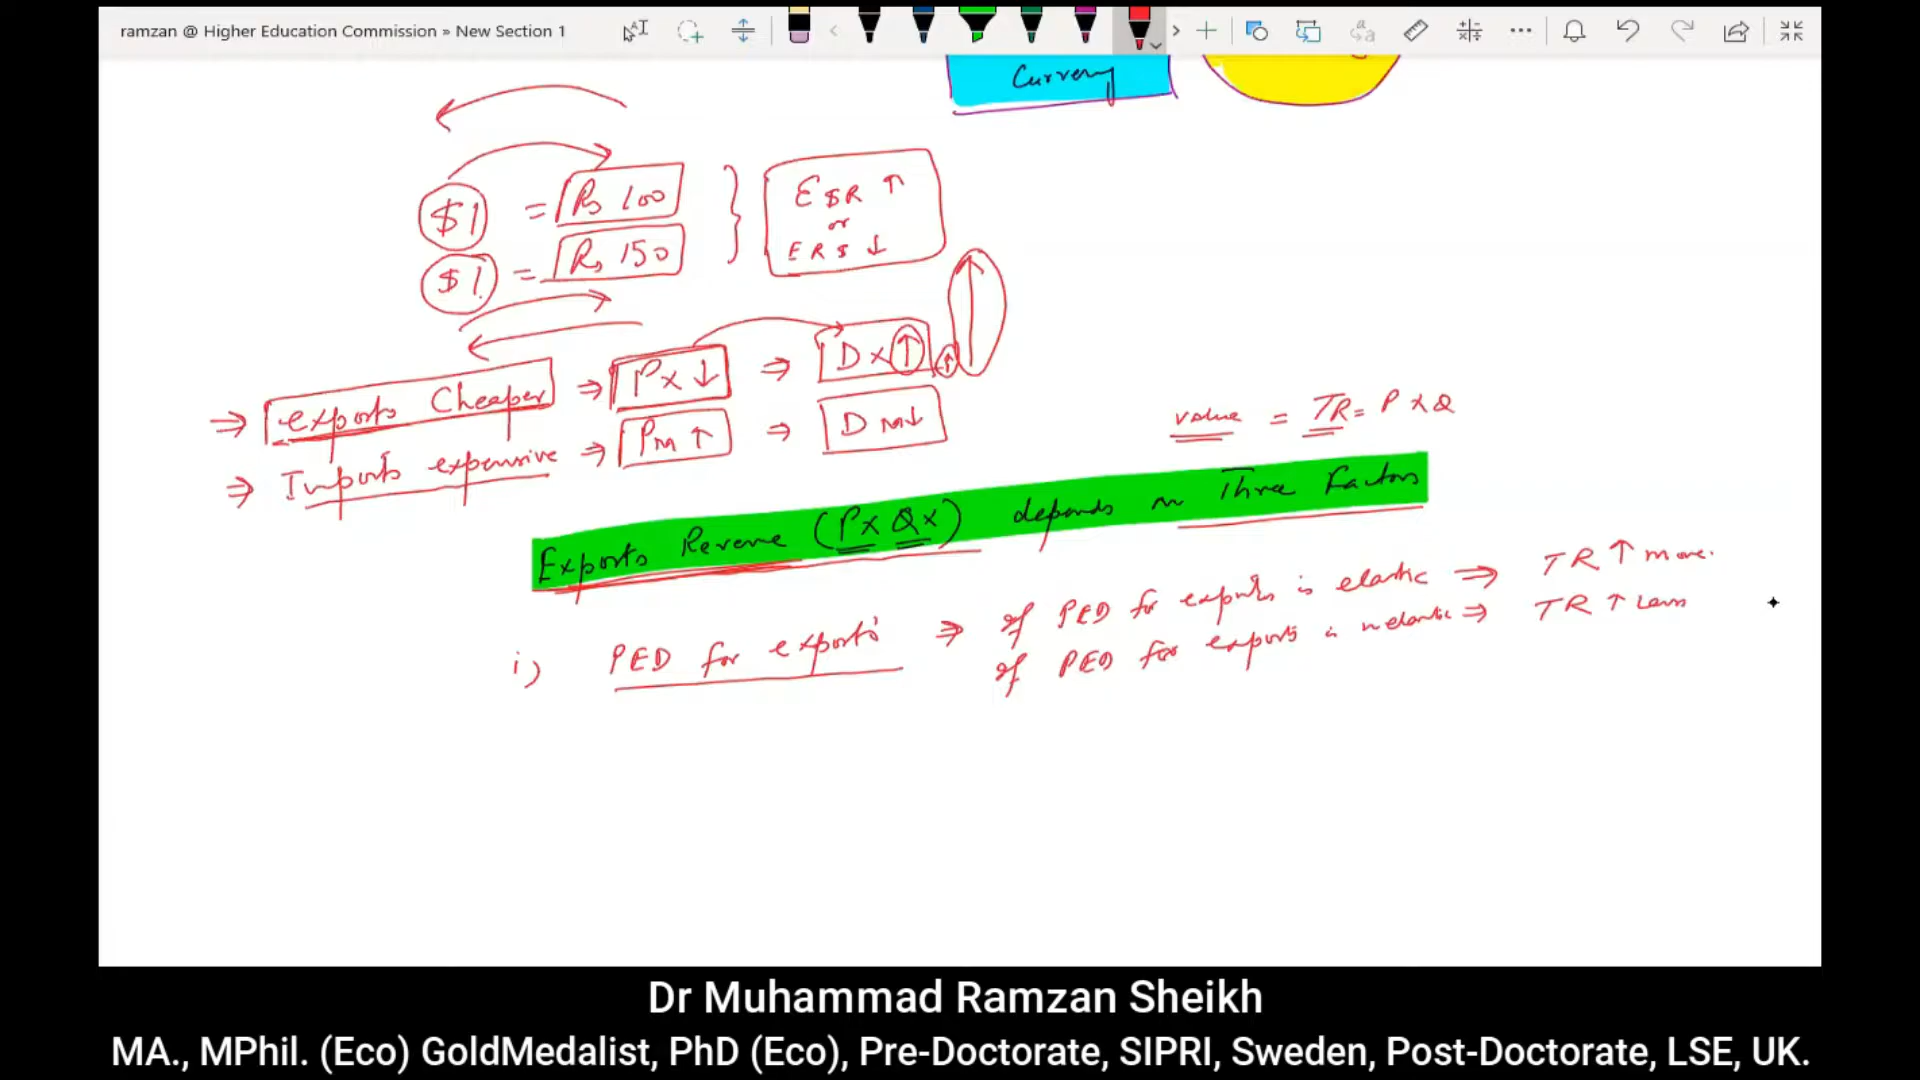 ramzan @ Higher Education Commission » New Section 1
Currency
$1 = Rs 100
$1 = Rs 150
E$R ↑
or
ER$ ↓
⇒ exports Cheaper ⇒ Px ↓ ⇒ Dx ↑ ↑
⇒ Imports expensive ⇒ PM ↑ ⇒ DM ↓
value = TR = P x Q
Exports Revenue (Px Qx) depends on Three Factors
i) PED for exports ⇒ if PED for exports is elastic ⇒ TR ↑ more.
if PED for exports is inelastic ⇒ TR ↑ Less
Dr Muhammad Ramzan Sheikh
MA., MPhil. (Eco) GoldMedalist, PhD (Eco), Pre-Doctorate, SIPRI, Sweden, Post-Doctorate, LSE, UK.